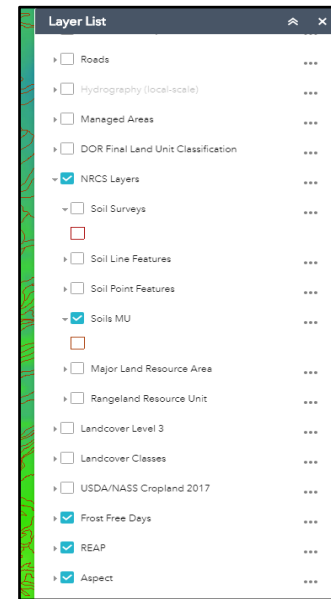 Layer List
Roads
Hydrography (local-scale)
Managed Areas
DOR Final Land Unit Classification
NRCS Layers
Soil Surveys
Soil Line Features
Soil Point Features
Soils MU
Major Land Resource Area
Rangeland Resource Unit
Landcover Level 3
Landcover Classes
USDA/NASS Cropland 2017
Frost Free Days
REAP
Aspect